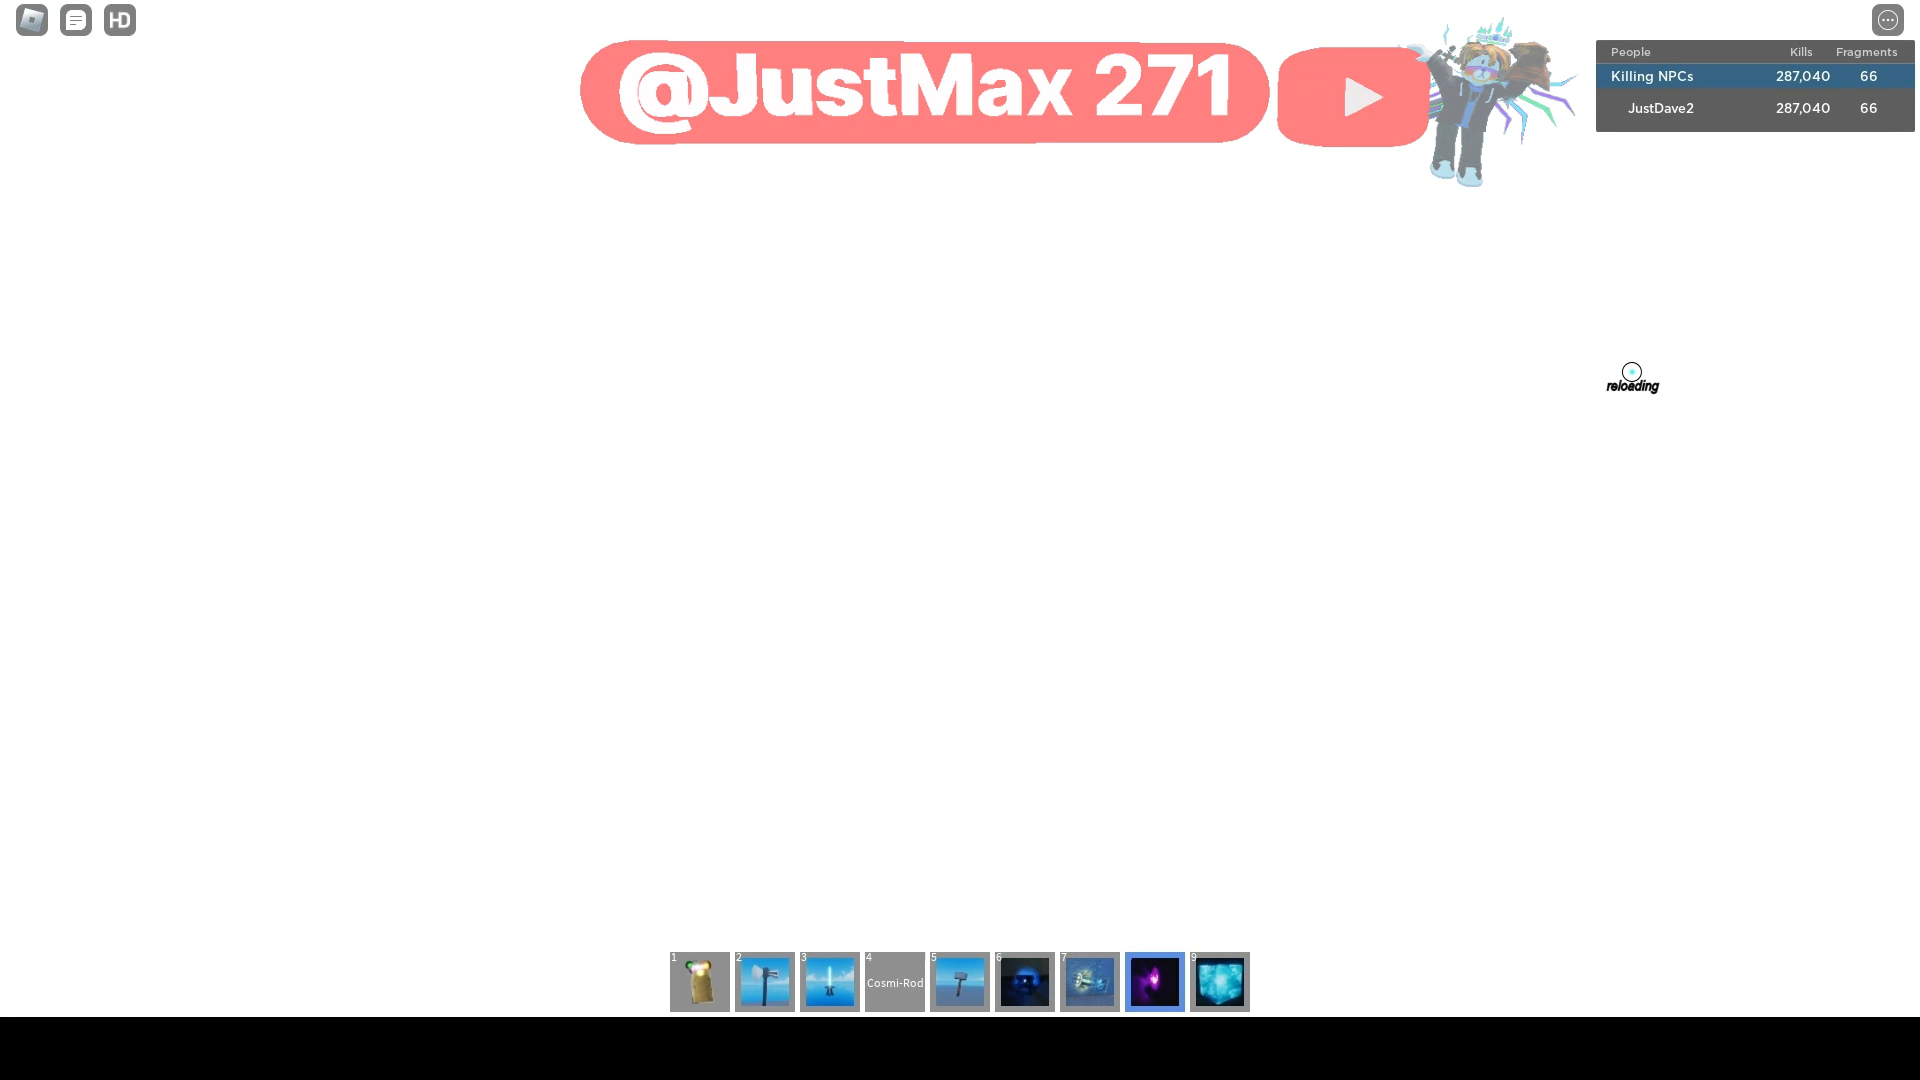 HD
@JustMax 271
People Kills Fragments
Killing NPCs 287,040 66
JustDave2 287,040 66
reloading
1 2 3 4 5 6 7 9
Cosmi-Rod